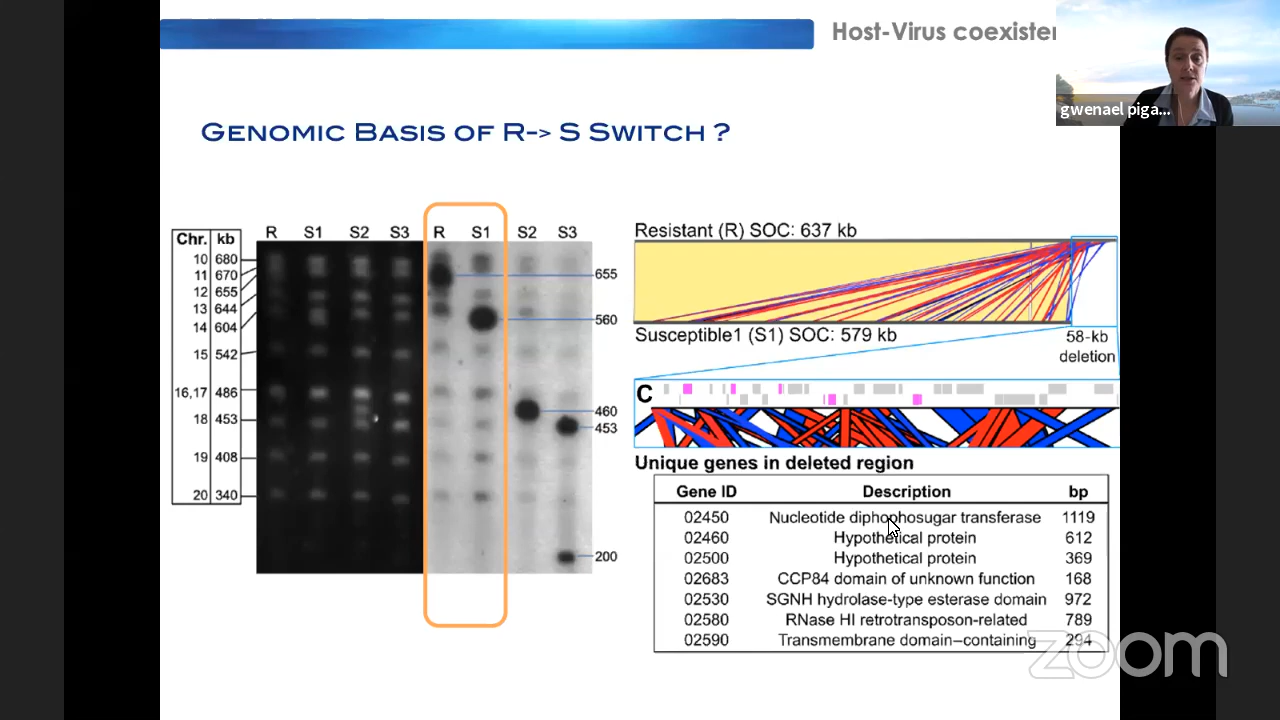 Host-Virus coexister
gwenael piga...
GENOMIC BASIS OF R-> S SWITCH ?
Chr. kb
10 680
11 670
12 655
13 644
14 604
15 542
16,17 486
18 453
19 408
20 340
R S1 S2 S3 R S1 S2 S3
655
560
460
453
200
Resistant (R) SOC: 637 kb
Susceptible1 (S1) SOC: 579 kb
58-kb
deletion
C
Unique genes in deleted region
Gene ID Description bp
02450 Nucleotide diphophosugar transferase 1119
02460 Hypothetical protein 612
02500 Hypothetical protein 369
02683 CCP84 domain of unknown function 168
02530 SGNH hydrolase-type esterase domain 972
02580 RNase HI retrotransposon-related 789
02590 Transmembrane domain–containing 294
zoom